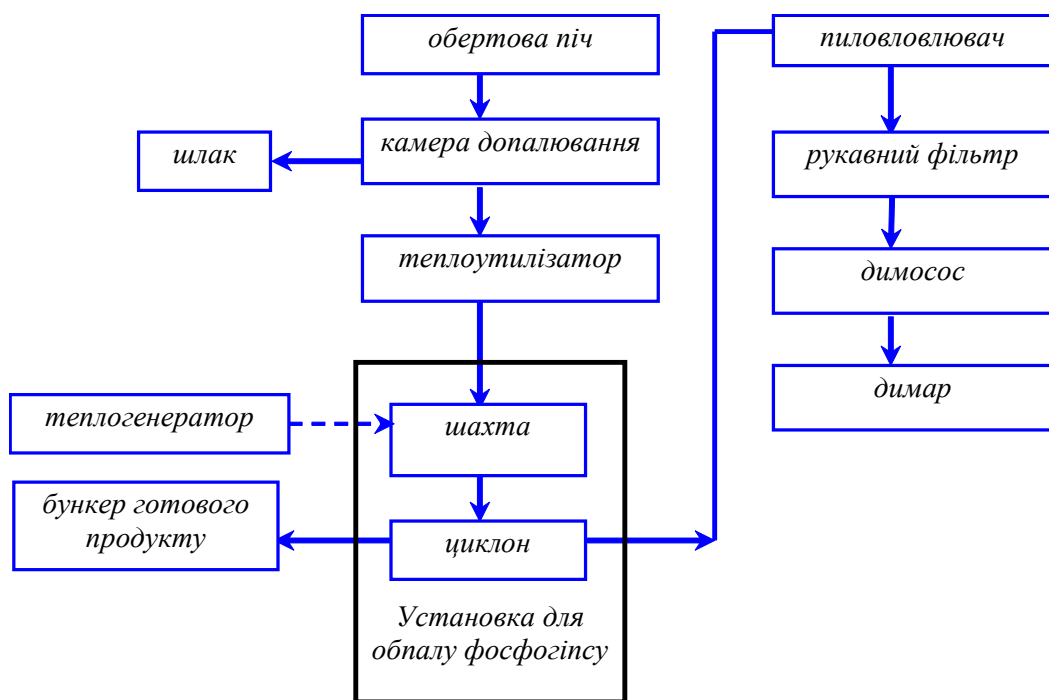 обертова піч
пиловловлювач
шлак
камера допалювання
рукавний фільтр
теплоутилізатор
димосос
теплогенератор
шахта
димар
бункер готового
продукту
циклон
Установка для
обпалу фосфогіпсу